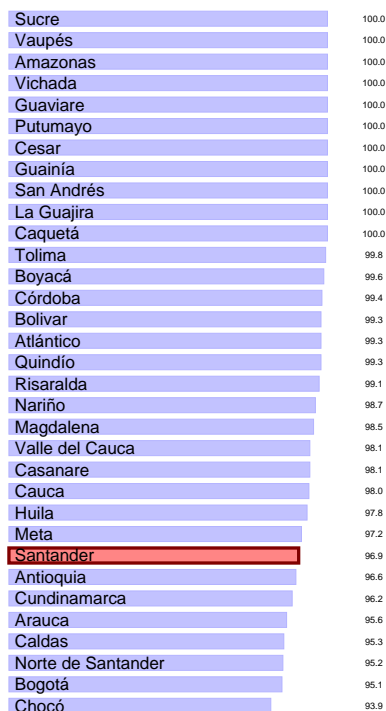 Sucre 100.0
Vaupés 100.0
Amazonas 100.0
Vichada 100.0
Guaviare 100.0
Putumayo 100.0
Cesar 100.0
Guainía 100.0
San Andrés 100.0
La Guajira 100.0
Caquetá 100.0
Tolima 99.8
Boyacá 99.6
Córdoba 99.4
Bolivar 99.3
Atlántico 99.3
Quindío 99.3
Risaralda 99.1
Nariño 98.7
Magdalena 98.5
Valle del Cauca 98.1
Casanare 98.1
Cauca 98.0
Huila 97.8
Meta 97.2
Santander 96.9
Antioquia 96.6
Cundinamarca 96.2
Arauca 95.6
Caldas 95.3
Norte de Santander 95.2
Bogotá 95.1
Chocó 93.9